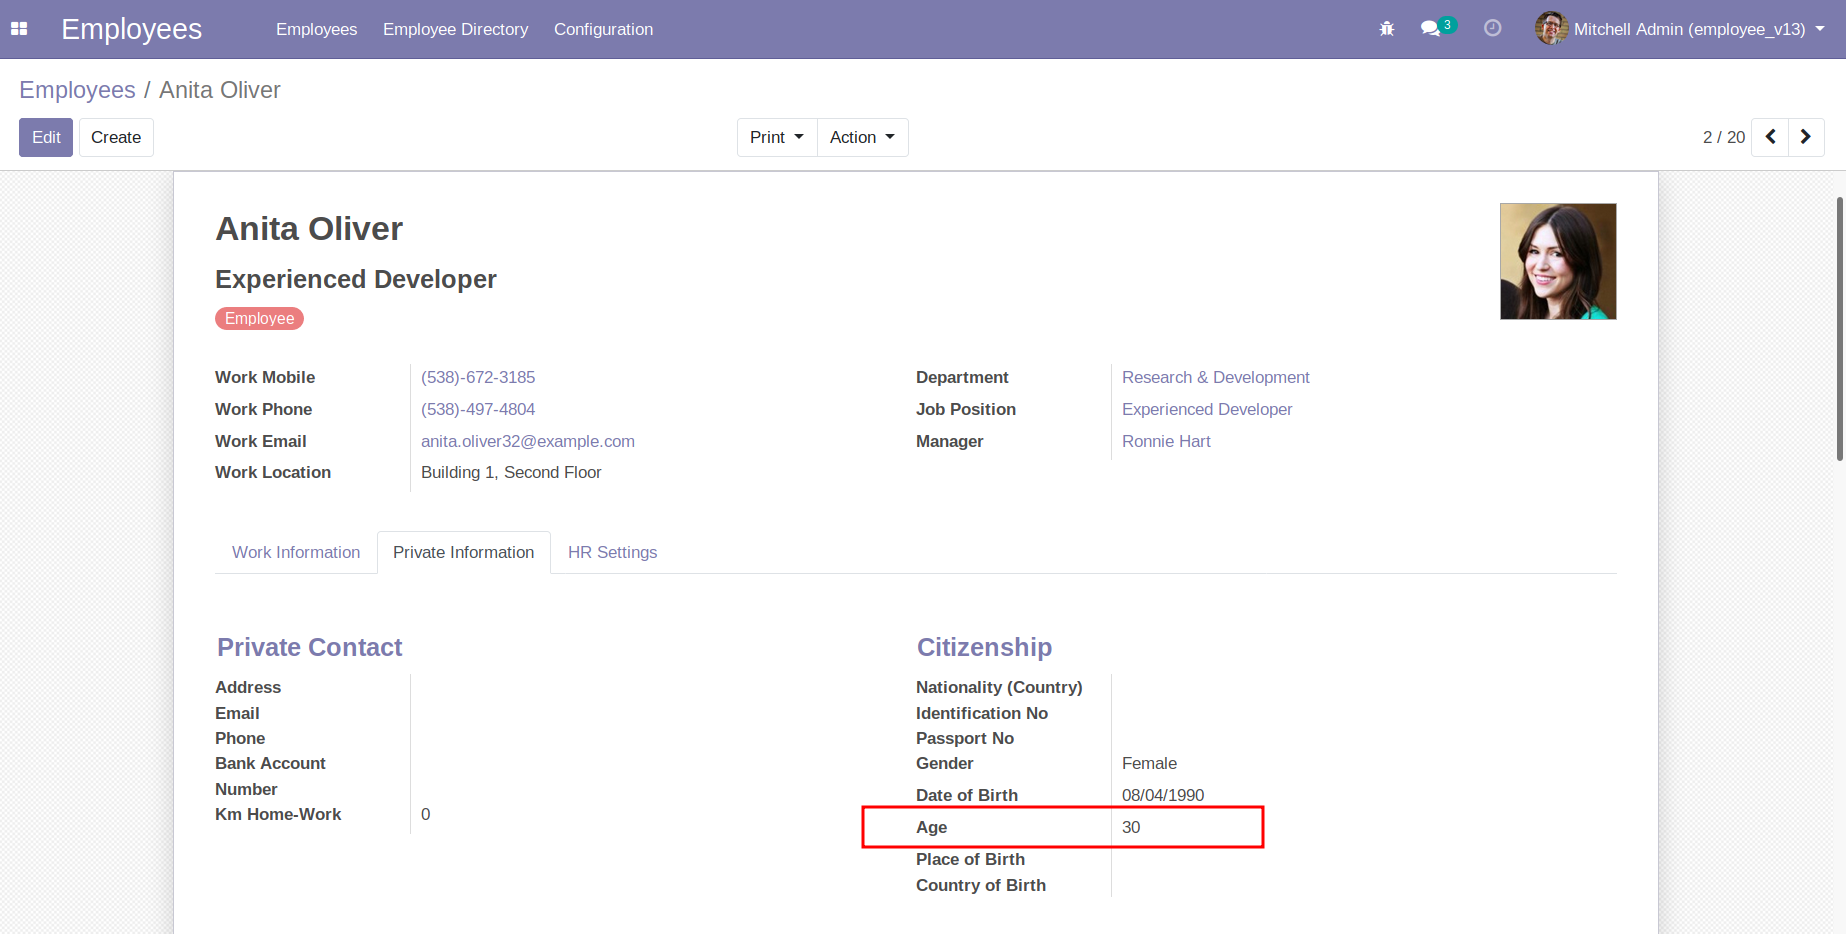 Employees Employees Employee Directory Configuration 3 Mitchell Admin (employee_v13)
Employees / Anita Oliver
Edit Create Print Action 2 / 20
Anita Oliver
Experienced Developer
Employee
Work Mobile (538)-672-3185 Department Research & Development
Work Phone (538)-497-4804 Job Position Experienced Developer
Work Email anita.oliver32@example.com Manager Ronnie Hart
Work Location Building 1, Second Floor
Work Information Private Information HR Settings
Private Contact Citizenship
Address Nationality (Country)
Email Identification No
Phone Passport No
Bank Account Gender Female
Number Date of Birth 08/04/1990
Km Home-Work 0 Age 30
Place of Birth
Country of Birth